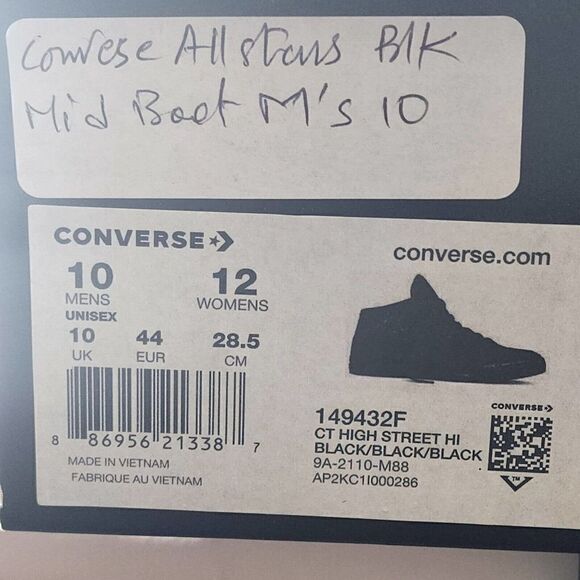 Converse All stars Blk
Mid Boot M's 10
CONVERSE
converse.com
10 12
MENS WOMENS
UNISEX
10 44 28.5
UK EUR CM
8 86956 21338 7
MADE IN VIETNAM
FABRIQUE AU VIETNAM
149432F
CT HIGH STREET HI
BLACK/BLACK/BLACK
9A-2110-M88
AP2KC1I000286
CONVERSE
TM